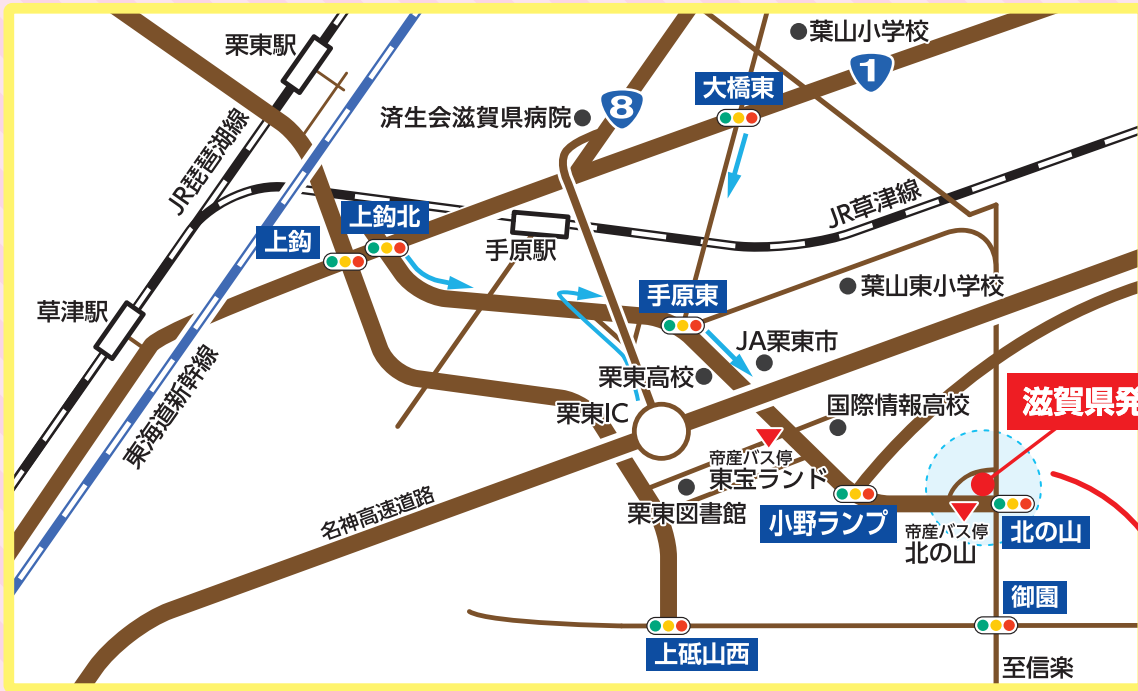 葉山小学校
栗東駅
1
大橋東
8
済生会滋賀県病院
JR琵琶湖線
JR草津線
上鈎北
上鈎
手原駅
葉山東小学校
手原東
草津駅
JA栗東市
東海道新幹線
栗東高校
滋賀県発
国際情報高校
栗東IC
帝産バス停
東宝ランド
名神高速道路
栗東図書館
小野ランプ
帝産バス停
北の山
北の山
御園
上砥山西
至信楽